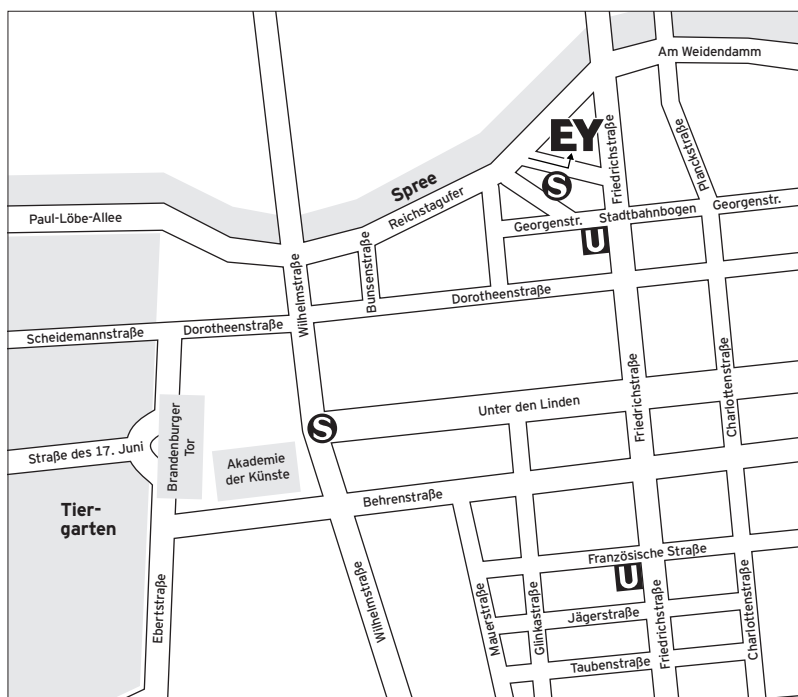 Am Weidendamm
EY
Friedrichstraße
Planckstraße
S
Spree
Reichstagufer
Paul-Löbe-Allee
Georgenstr.
Stadtbahnbogen
Georgenstr.
U
Wilhelmstraße
Bunsenstraße
Dorotheenstraße
Scheidemannstraße
Dorotheenstraße
Friedrichstraße
Charlottenstraße
Unter den Linden
S
Brandenburger
Tor
Straße des 17. Juni
Akademie
der Künste
Behrenstraße
Tier-
garten
Französische Straße
U
Ebertstraße
Wilhelmstraße
Mauerstraße
Glinkastraße
Jägerstraße
Friedrichstraße
Charlottenstraße
Taubenstraße